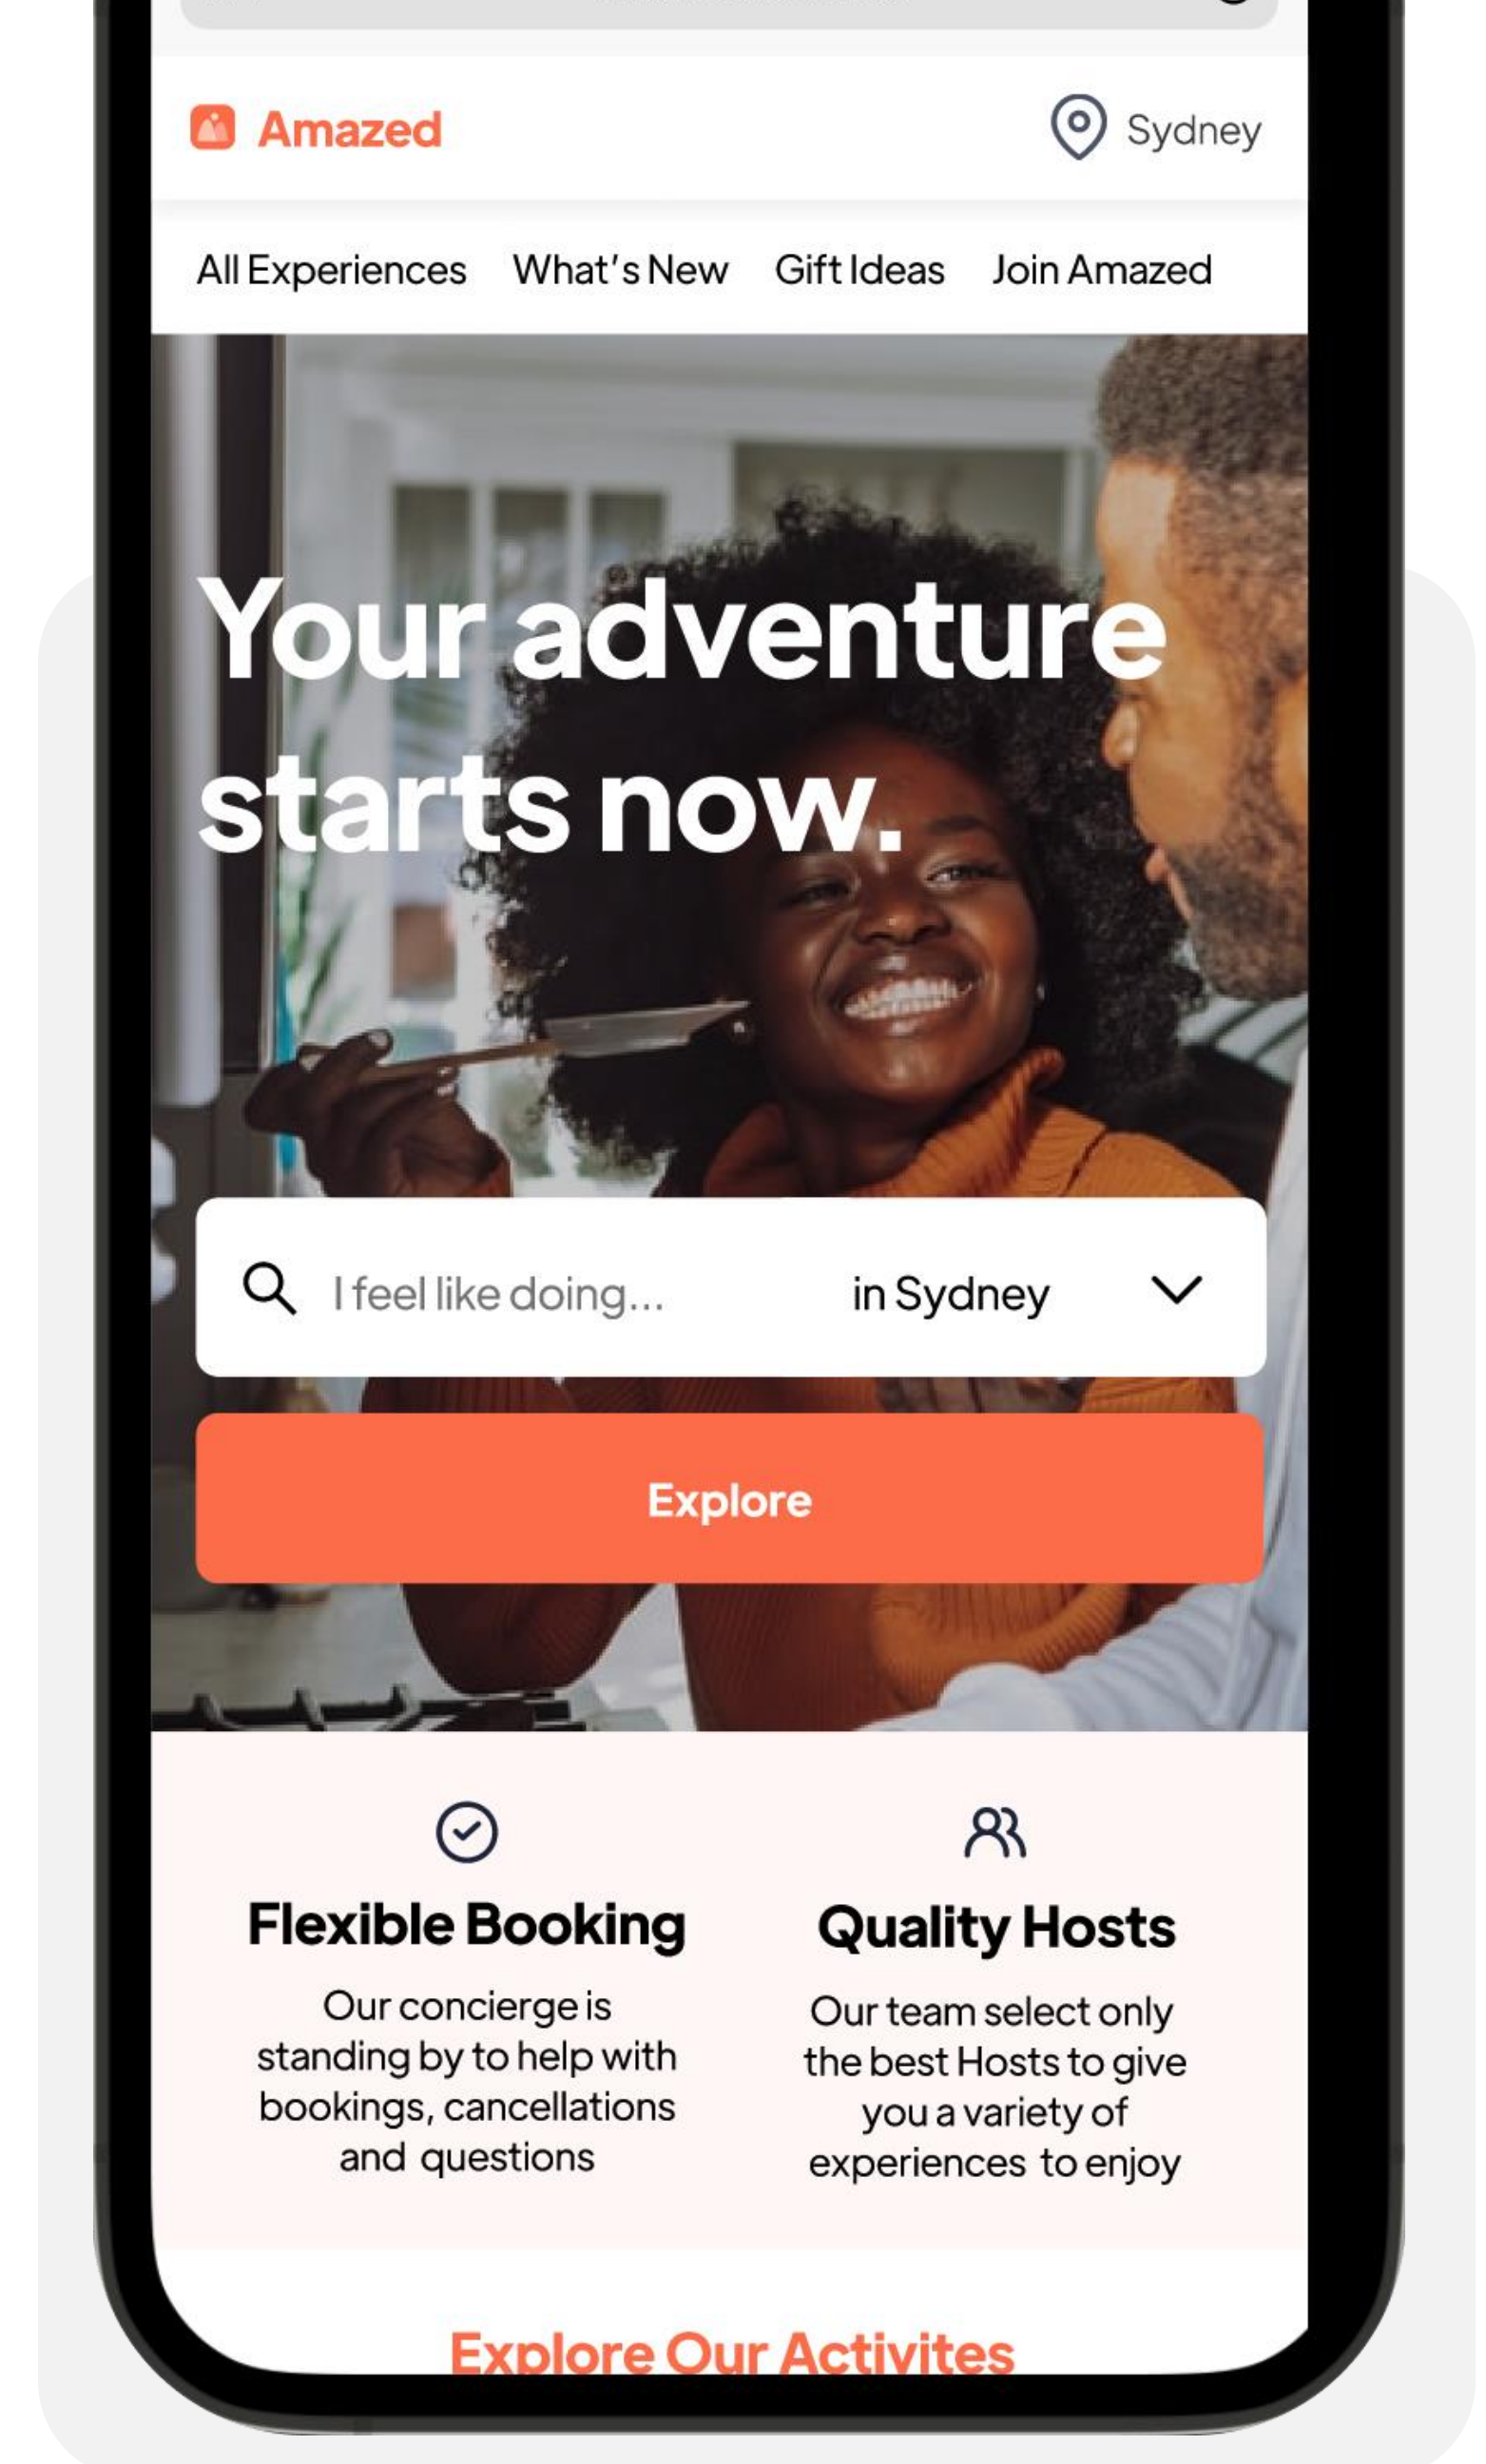 Amazed
Sydney
All Experiences What's New Gift Ideas Join Amazed
Your adventure
starts now.
I feel like doing... in Sydney
Explore
Flexible Booking
Our concierge is
standing by to help with
bookings, cancellations
and questions
Quality Hosts
Our team select only
the best Hosts to give
you a variety of
experiences to enjoy
Explore Our Activites